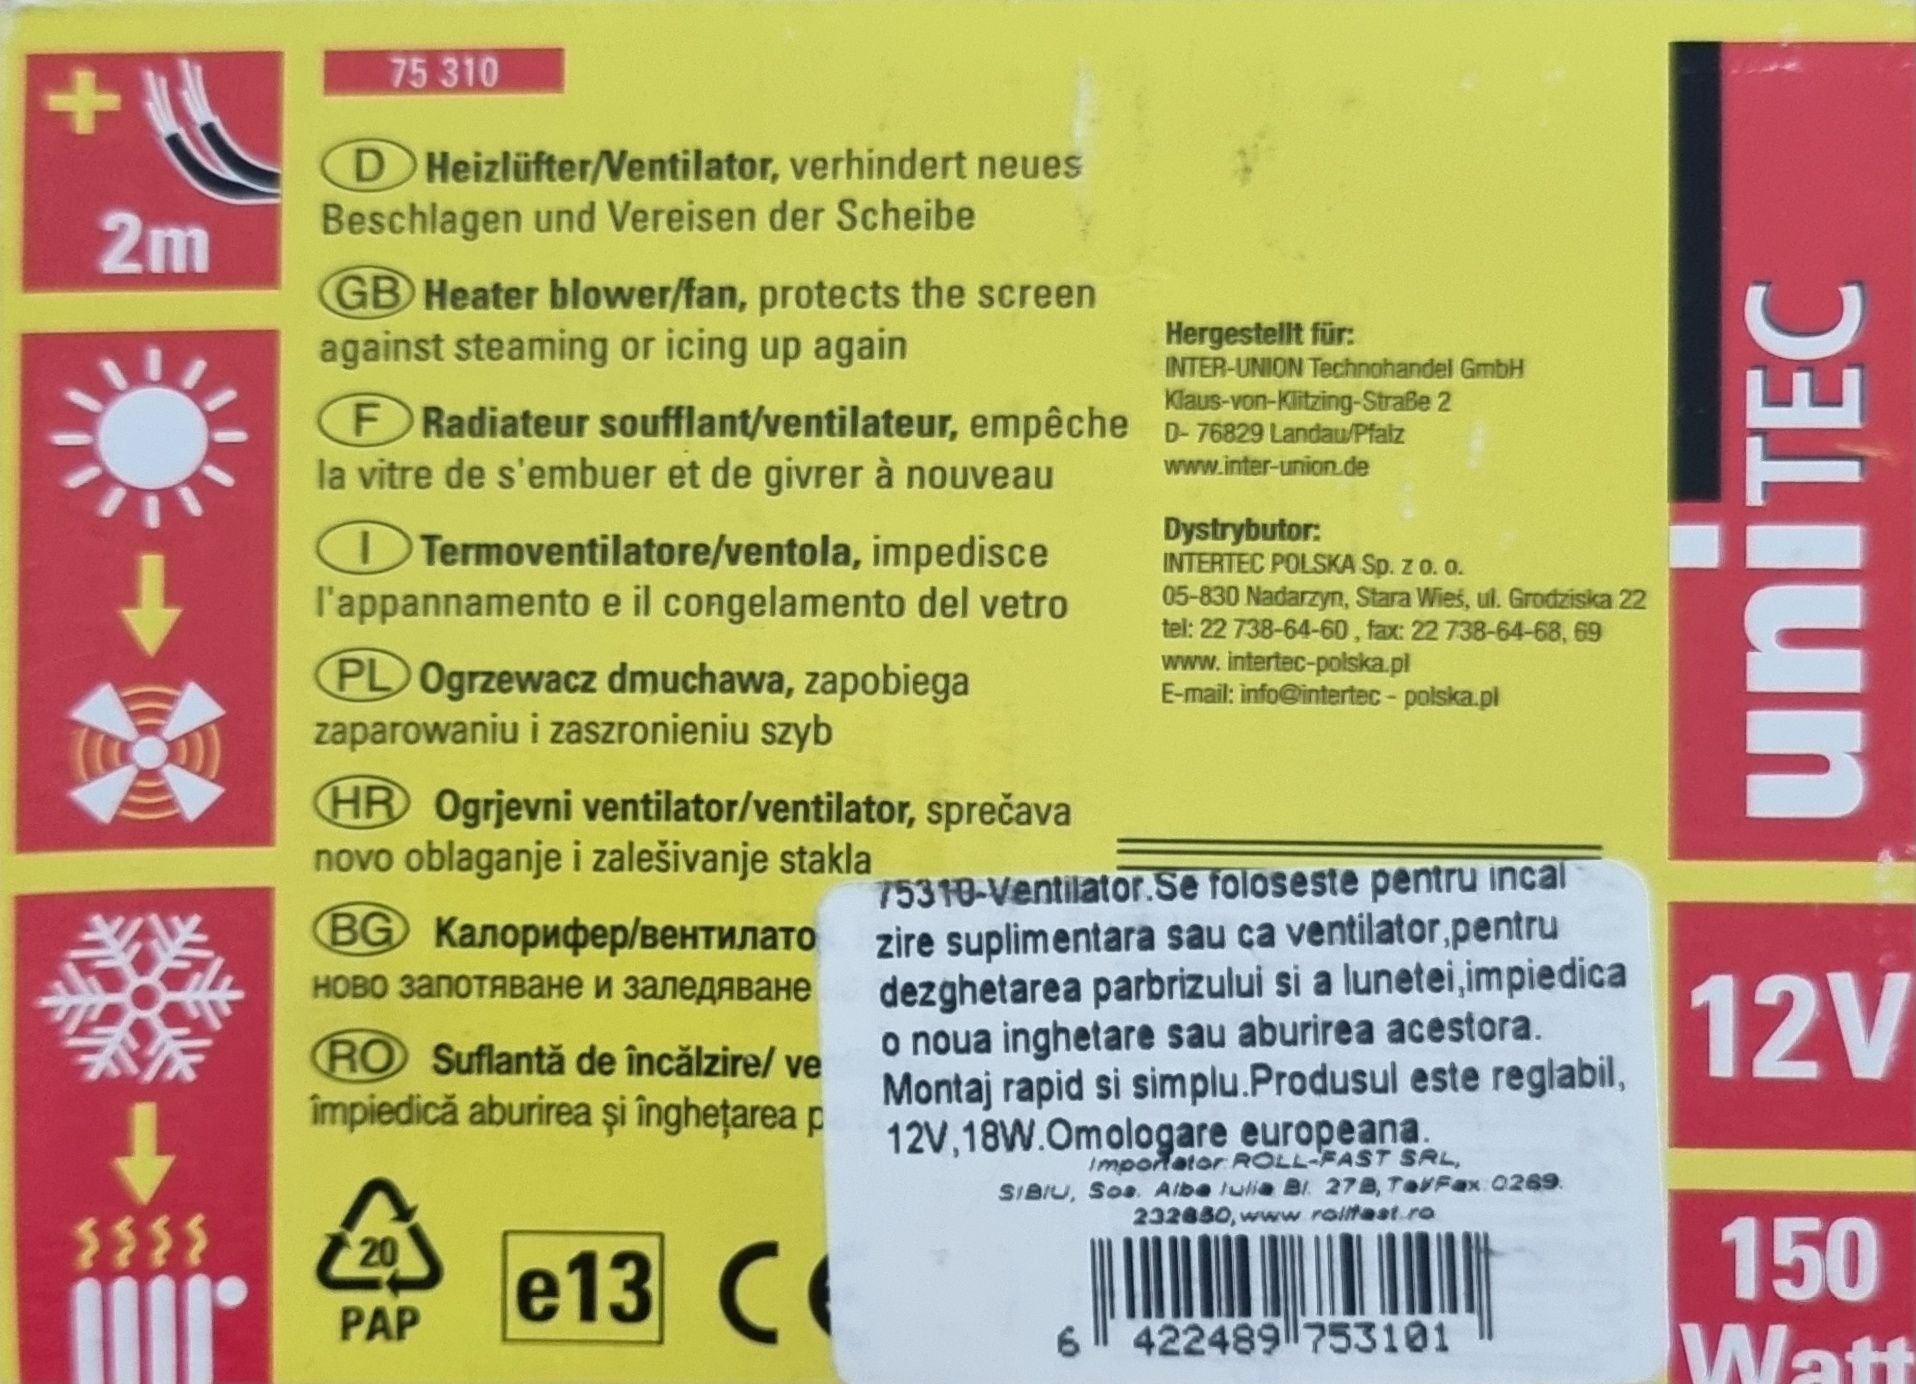 75 310
2m
D Heizlüfter/Ventilator, verhindert neues
Beschlagen und Vereisen der Scheibe
GB Heater blower/fan, protects the screen
against steaming or icing up again
F Radiateur soufflant/ventilateur, empêche
la vitre de s'embuer et de givrer à nouveau
I Termoventilatore/ventola, impedisce
l'appannamento e il congelamento del vetro
PL Ogrzewacz dmuchawa, zapobiega
zaparowaniu i zaszronieniu szyb
HR Ogrjevni ventilator/ventilator, sprečava
novo oblaganje i zalešivanje stakla
BG Калорифер/вентилато
ново запотяване и заледяване
RO Suflantă de încălzire/ ve
împiedică aburirea și înghețarea p
20
PAP
e13
CE
Hergestellt für:
INTER-UNION Technohandel GmbH
Klaus-von-Klitzing-Straße 2
D- 76829 Landau/Pfalz
www.inter-union.de
Dystrybutor:
INTERTEC POLSKA Sp. z o. o.
05-830 Nadarzyn, Stara Wieś, ul. Grodziska 22
tel: 22 738-64-60 , fax: 22 738-64-68, 69
www. intertec-polska.pl
E-mail: info@intertec - polska.pl
75310-Ventilator.Se foloseste pentru incal
zire suplimentara sau ca ventilator,pentru
dezghetarea parbrizului si a lunetei,impiedica
o noua inghetare sau aburirea acestora.
Montaj rapid si simplu.Produsul este reglabil,
12V,18W.Omologare europeana.
Importator ROLL-FAST SRL,
SIBIU, Sos. Alba Iulia Bl. 27B, Tel/Fax 0269.
www rollfast.ro
6 422489 753101
uniTEC
12V
150
Watt